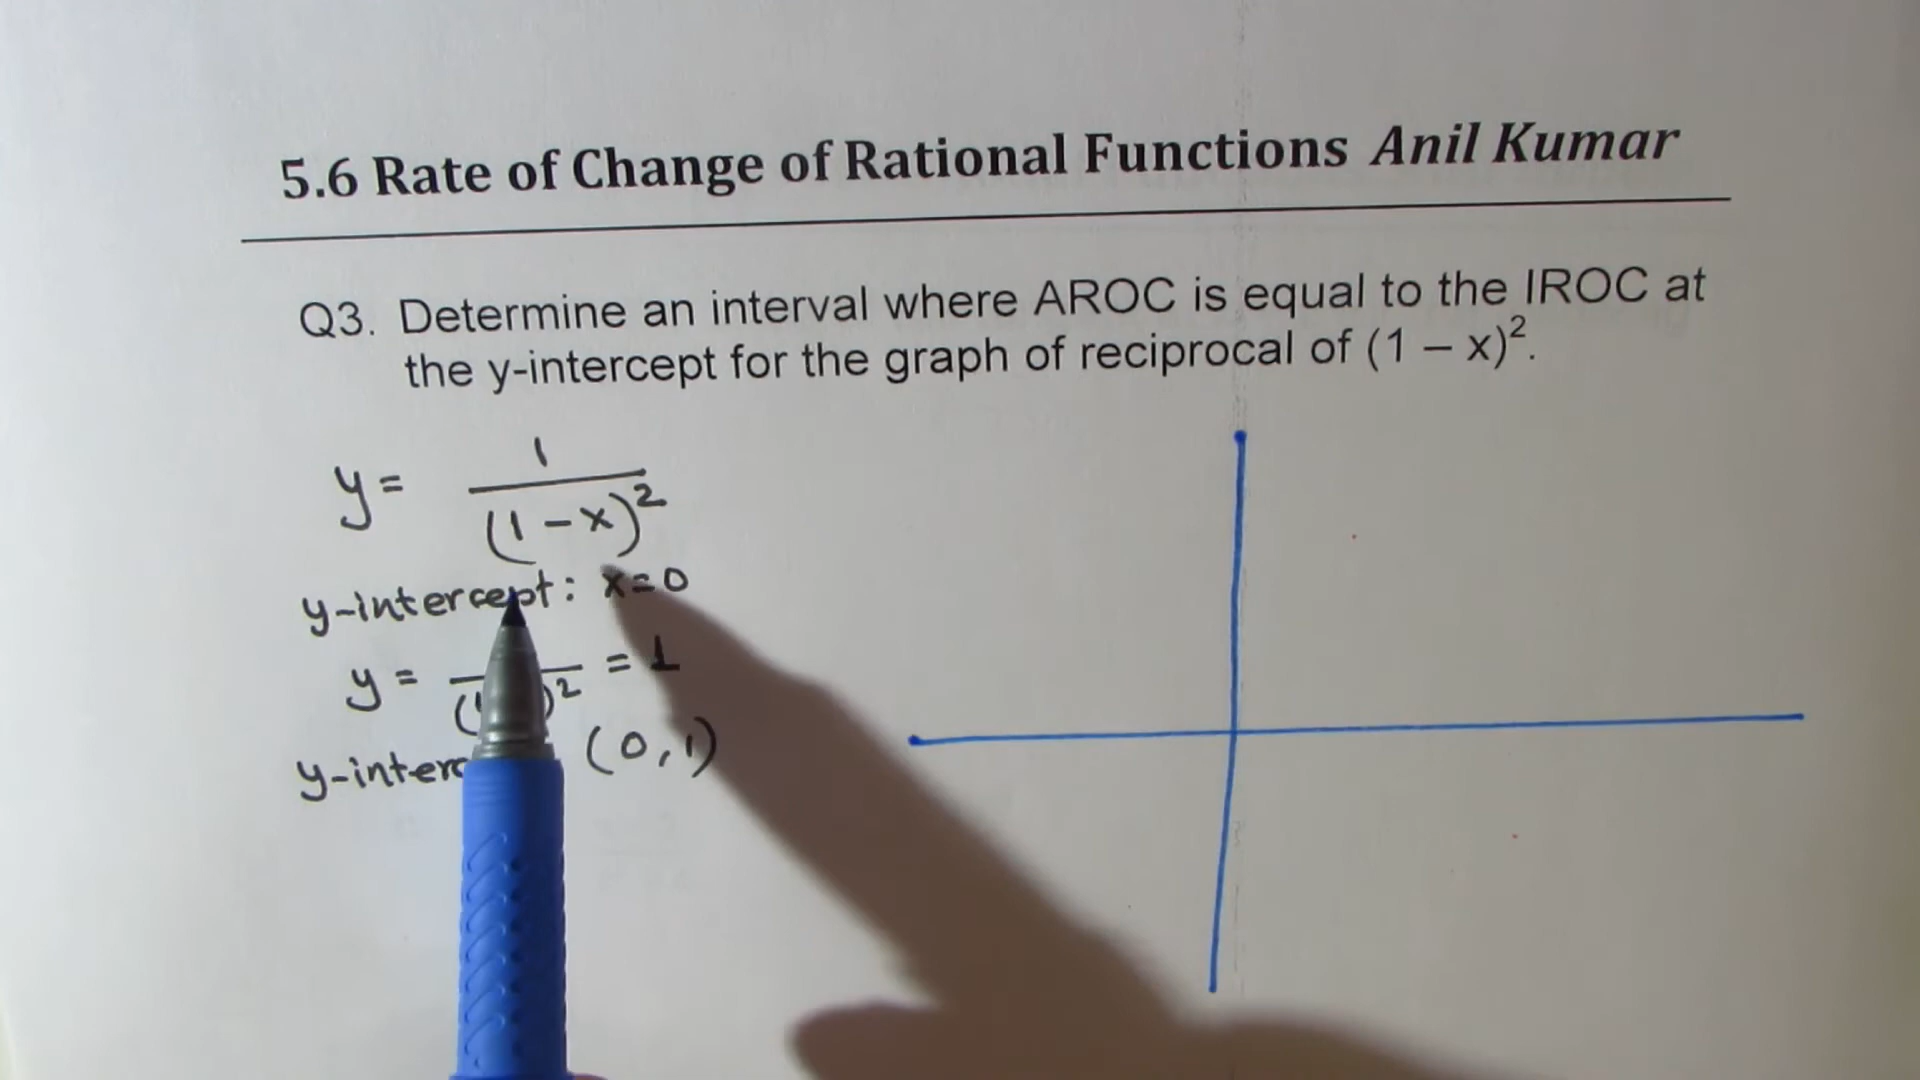 5.6 Rate of Change of Rational Functions Anil Kumar
Q3. Determine an interval where AROC is equal to the IROC at
the y-intercept for the graph of reciprocal of (1 – x)².
y = 1/(1-x)²
y-intercept: x=0
y = )² = 1
(0,1)